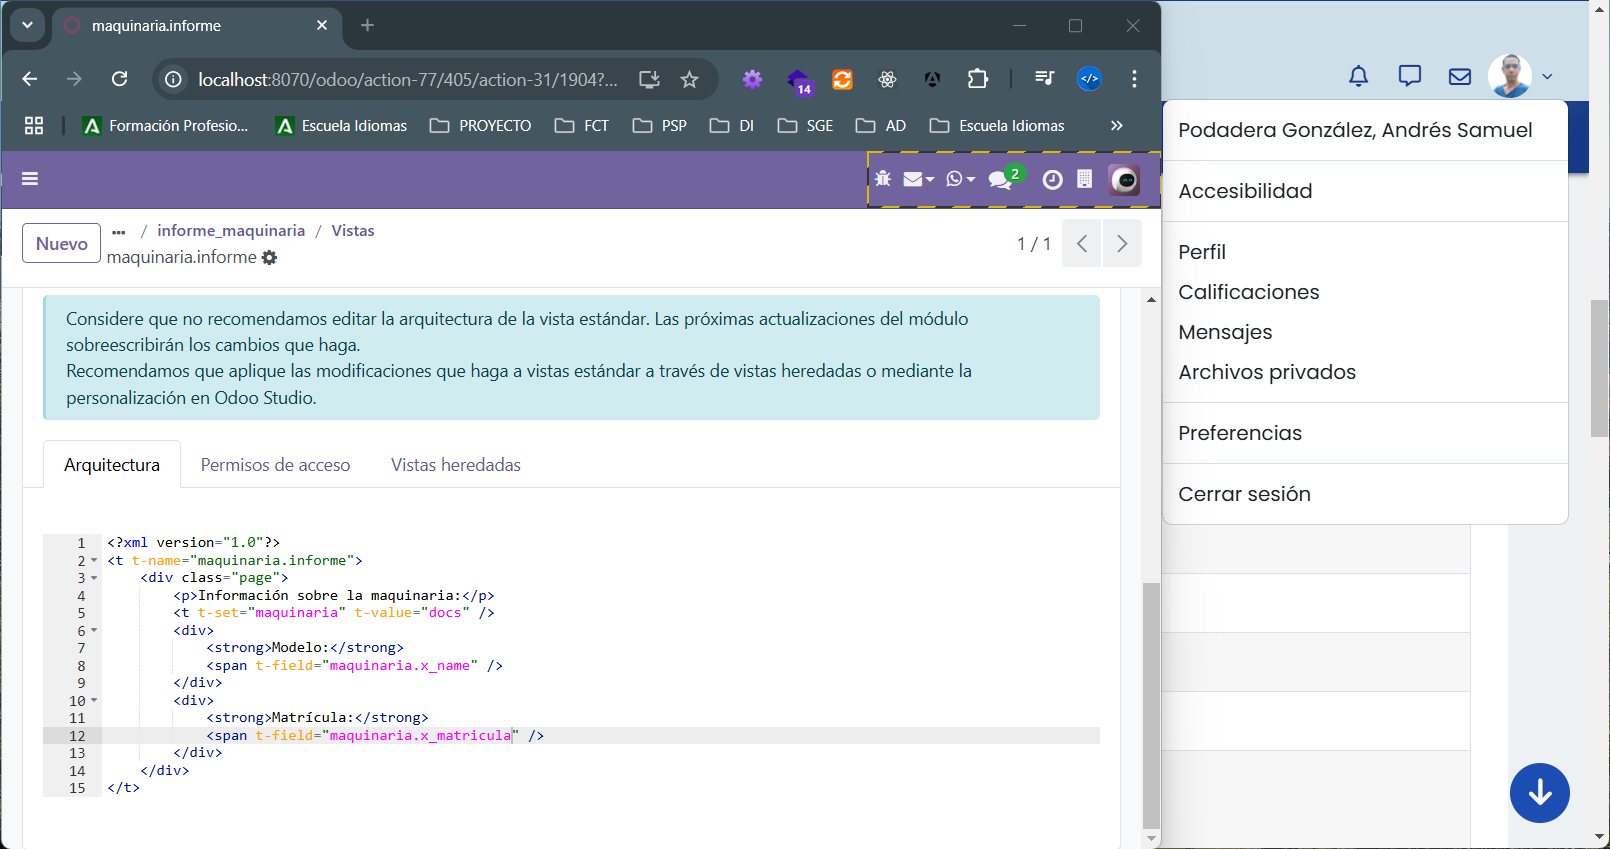 maquinaria.informe
localhost:8070/odoo/action-77/405/action-31/1904?...
14
Formación Profesio...
Escuela Idiomas
PROYECTO
FCT
PSP
DI
SGE
AD
Escuela Idiomas
2
Nuevo
... / informe_maquinaria / Vistas
maquinaria.informe
1 / 1
Considere que no recomendamos editar la arquitectura de la vista estándar. Las próximas actualizaciones del módulo
sobreescribirán los cambios que haga.
Recomendamos que aplique las modificaciones que haga a vistas estándar a través de vistas heredadas o mediante la
personalización en Odoo Studio.
Arquitectura
Permisos de acceso
Vistas heredadas
1 <?xml version="1.0"?>
2 <t t-name="maquinaria.informe">
3 <div class="page">
4 <p>Información sobre la maquinaria:</p>
5 <t t-set="maquinaria" t-value="docs" />
6 <div>
7 <strong>Modelo:</strong>
8 <span t-field="maquinaria.x_name" />
9 </div>
10 <div>
11 <strong>Matrícula:</strong>
12 <span t-field="maquinaria.x_matricula" />
13 </div>
14 </div>
15 </t>
Podadera González, Andrés Samuel
Accesibilidad
Perfil
Calificaciones
Mensajes
Archivos privados
Preferencias
Cerrar sesión